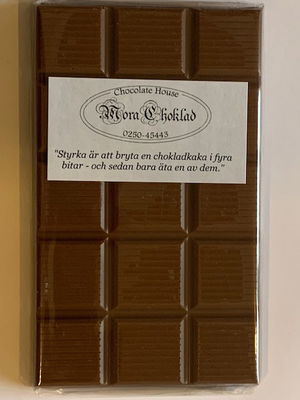 Chocolate House
Mora Choklad
0250-45443
"Styrka är att bryta en chokladkaka i fyra
bitar - och sedan bara äta en av dem."